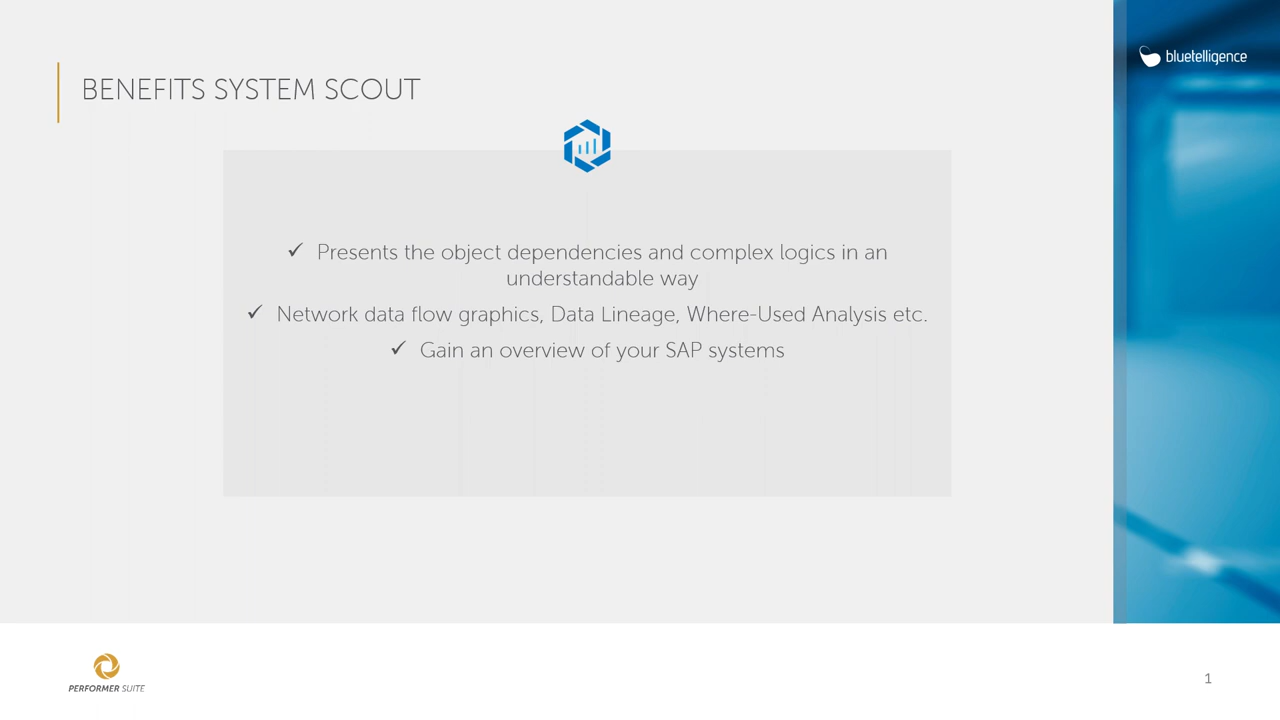 bluetelligence
BENEFITS SYSTEM SCOUT
✓ Presents the object dependencies and complex logics in an
understandable way
✓ Network data flow graphics, Data Lineage, Where-Used Analysis etc.
✓ Gain an overview of your SAP systems
PERFORMER SUITE
1